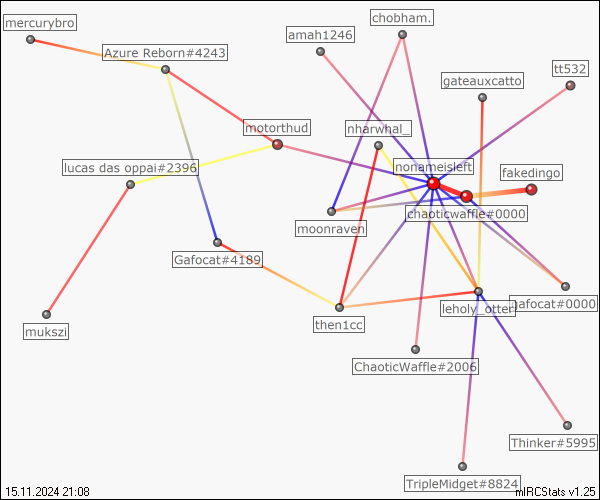 mercurybro
chobham.
amah1246
Azure Reborn#4243
tt532
gateauxcatto
motorthud
nharwhal_
lucas das oppai#2396
nonameisleft
fakedingo
chaoticwaffle#0000
moonraven
Gafocat#4189
gafocat#0000
leholy_otter
mukszi
then1cc
ChaoticWaffle#2006
Thinker#5995
TripleMidget#8824
15.11.2024 21:08
mIRCStats v1.25